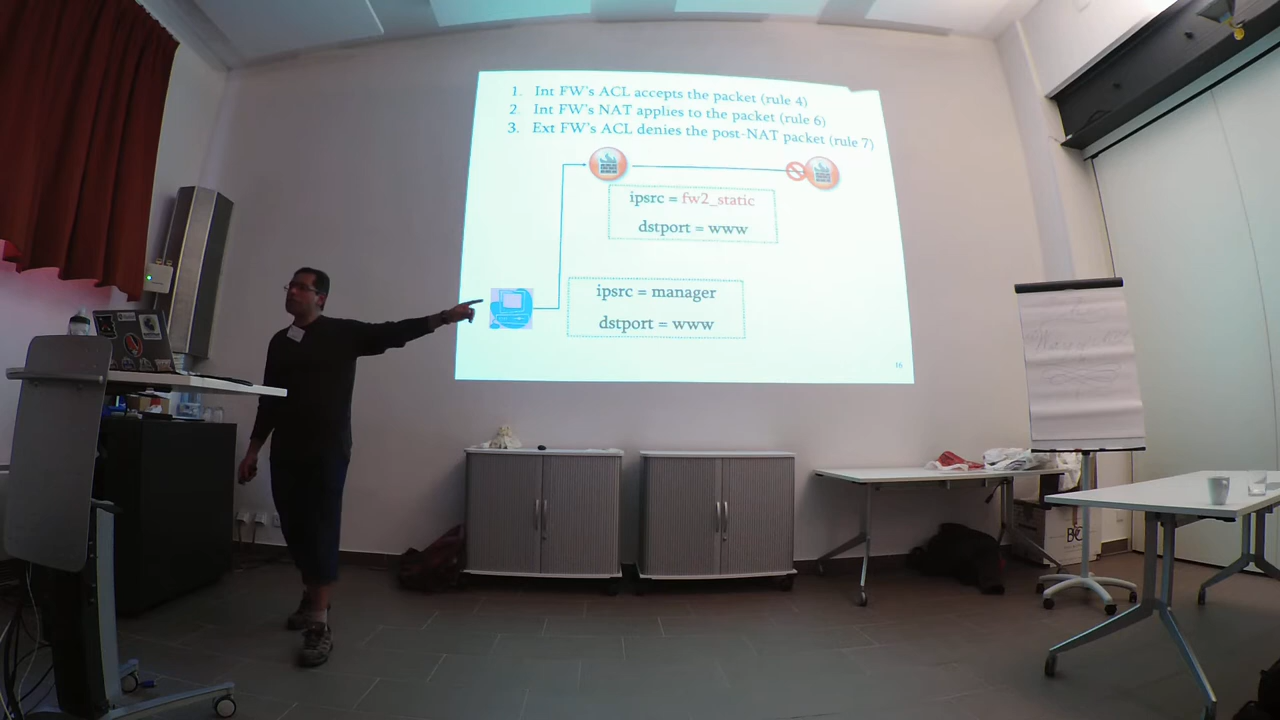 1. Int FW's ACL accepts the packet (rule 4)
2. Int FW's NAT applies to the packet (rule 6)
3. Ext FW's ACL denies the post-NAT packet (rule 7)
ipsrc = fw2_static
dstport = www
ipsrc = manager
dstport = www
16